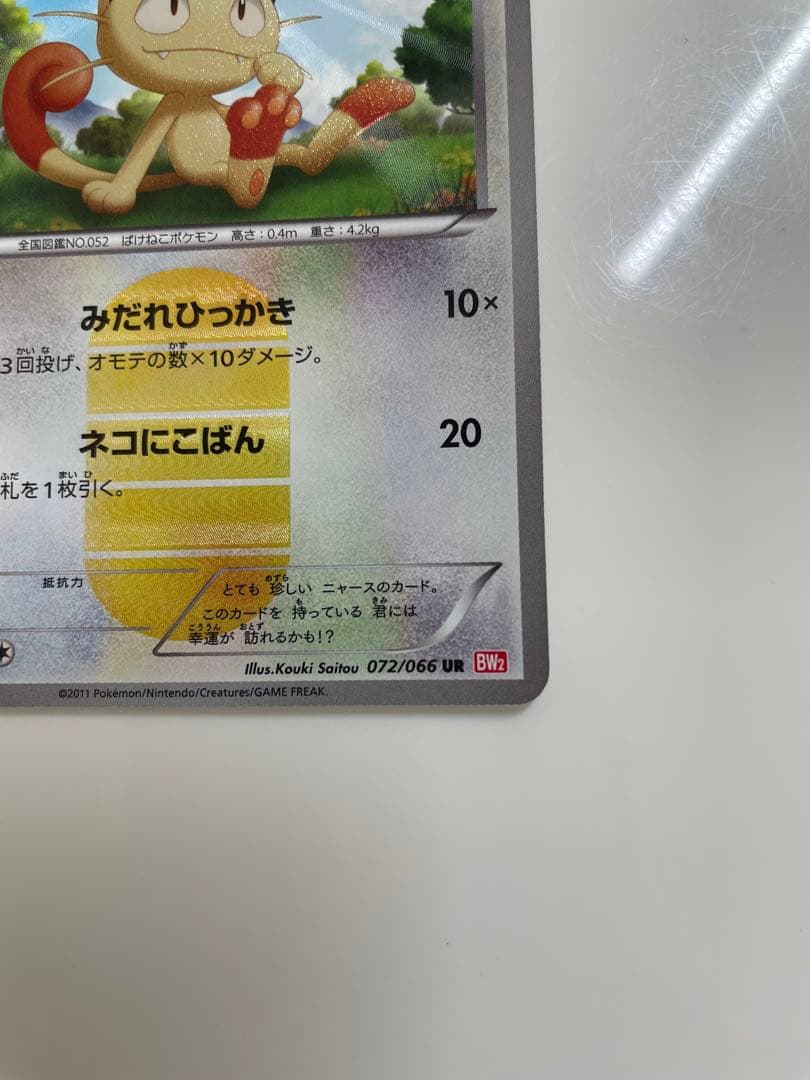 全国図鑑NO.052 ばけねこポケモン 高さ:0.4m 重さ:4.2kg
みだれひっかき 10×
3回投げ、オモテの数×10ダメージ。
ネコにこばん 20
札を1枚引く。
抵抗力
とても 珍しい ニャースのカード。
このカードを 持っている 君には
幸運が 訪れるかも!?
Illus.Kouki Saitou 072/066 UR BW2
©2011 Pokémon/Nintendo/Creatures/GAME FREAK.